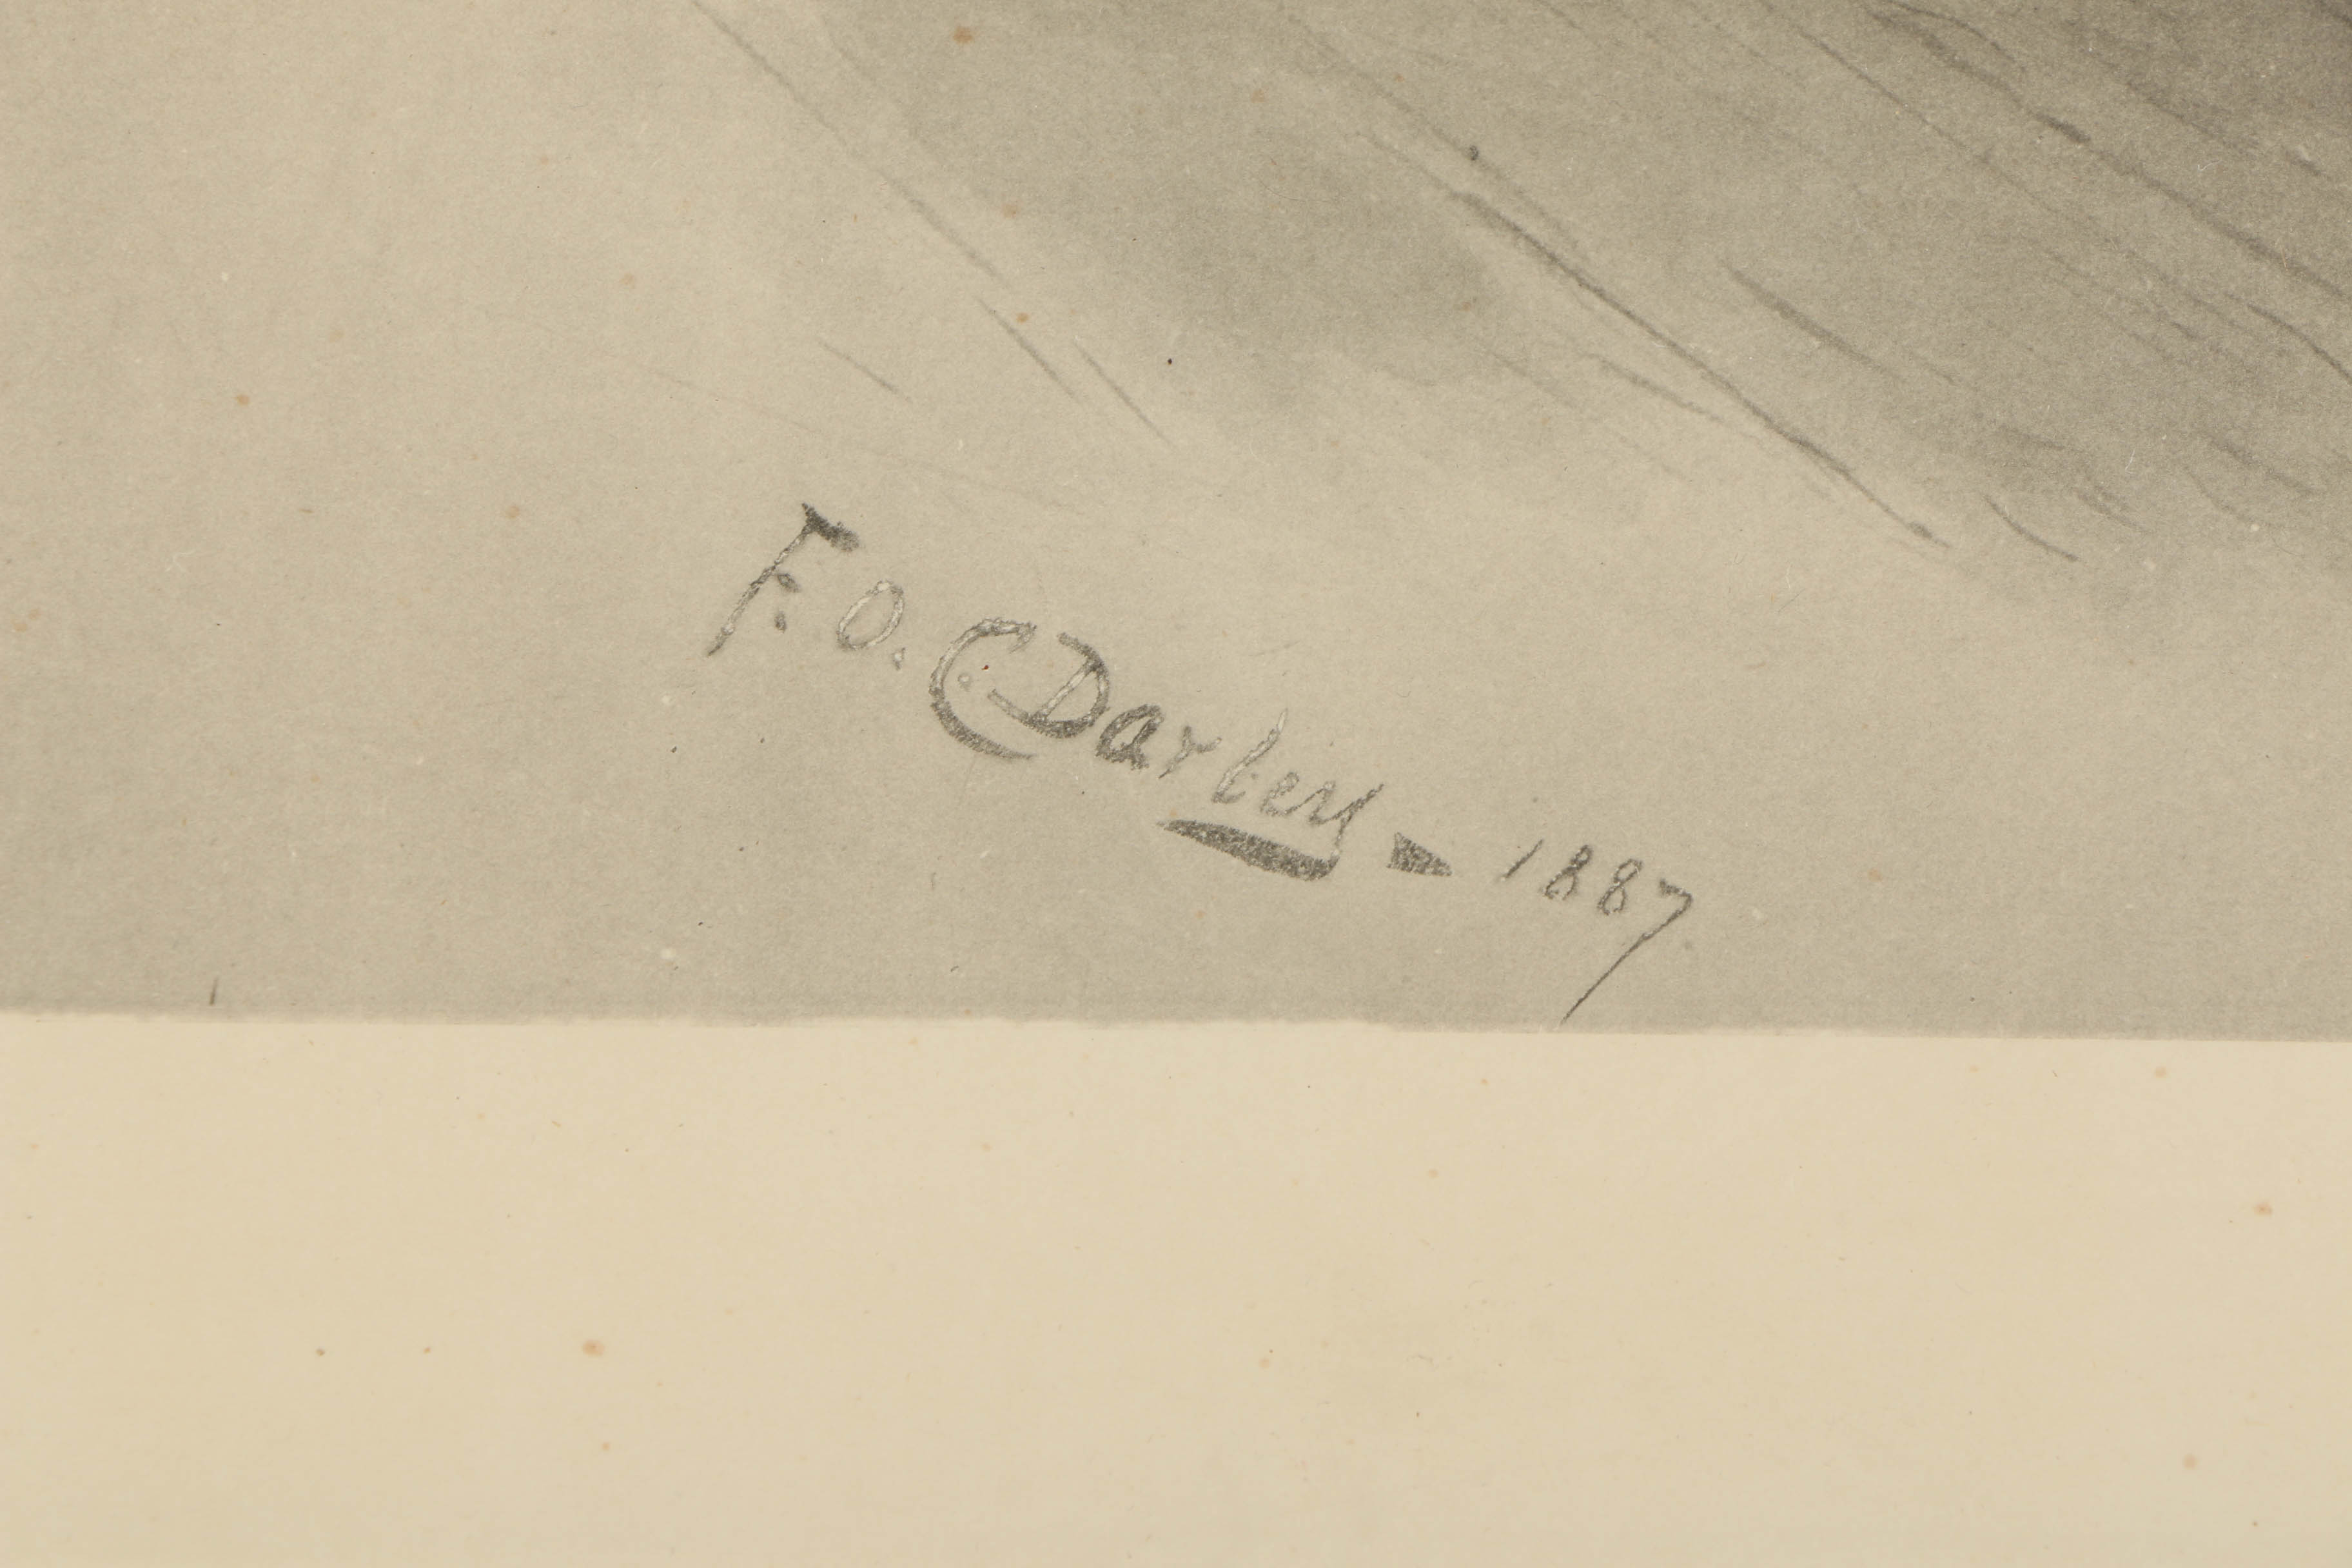 F. O. C. Darley - 1887